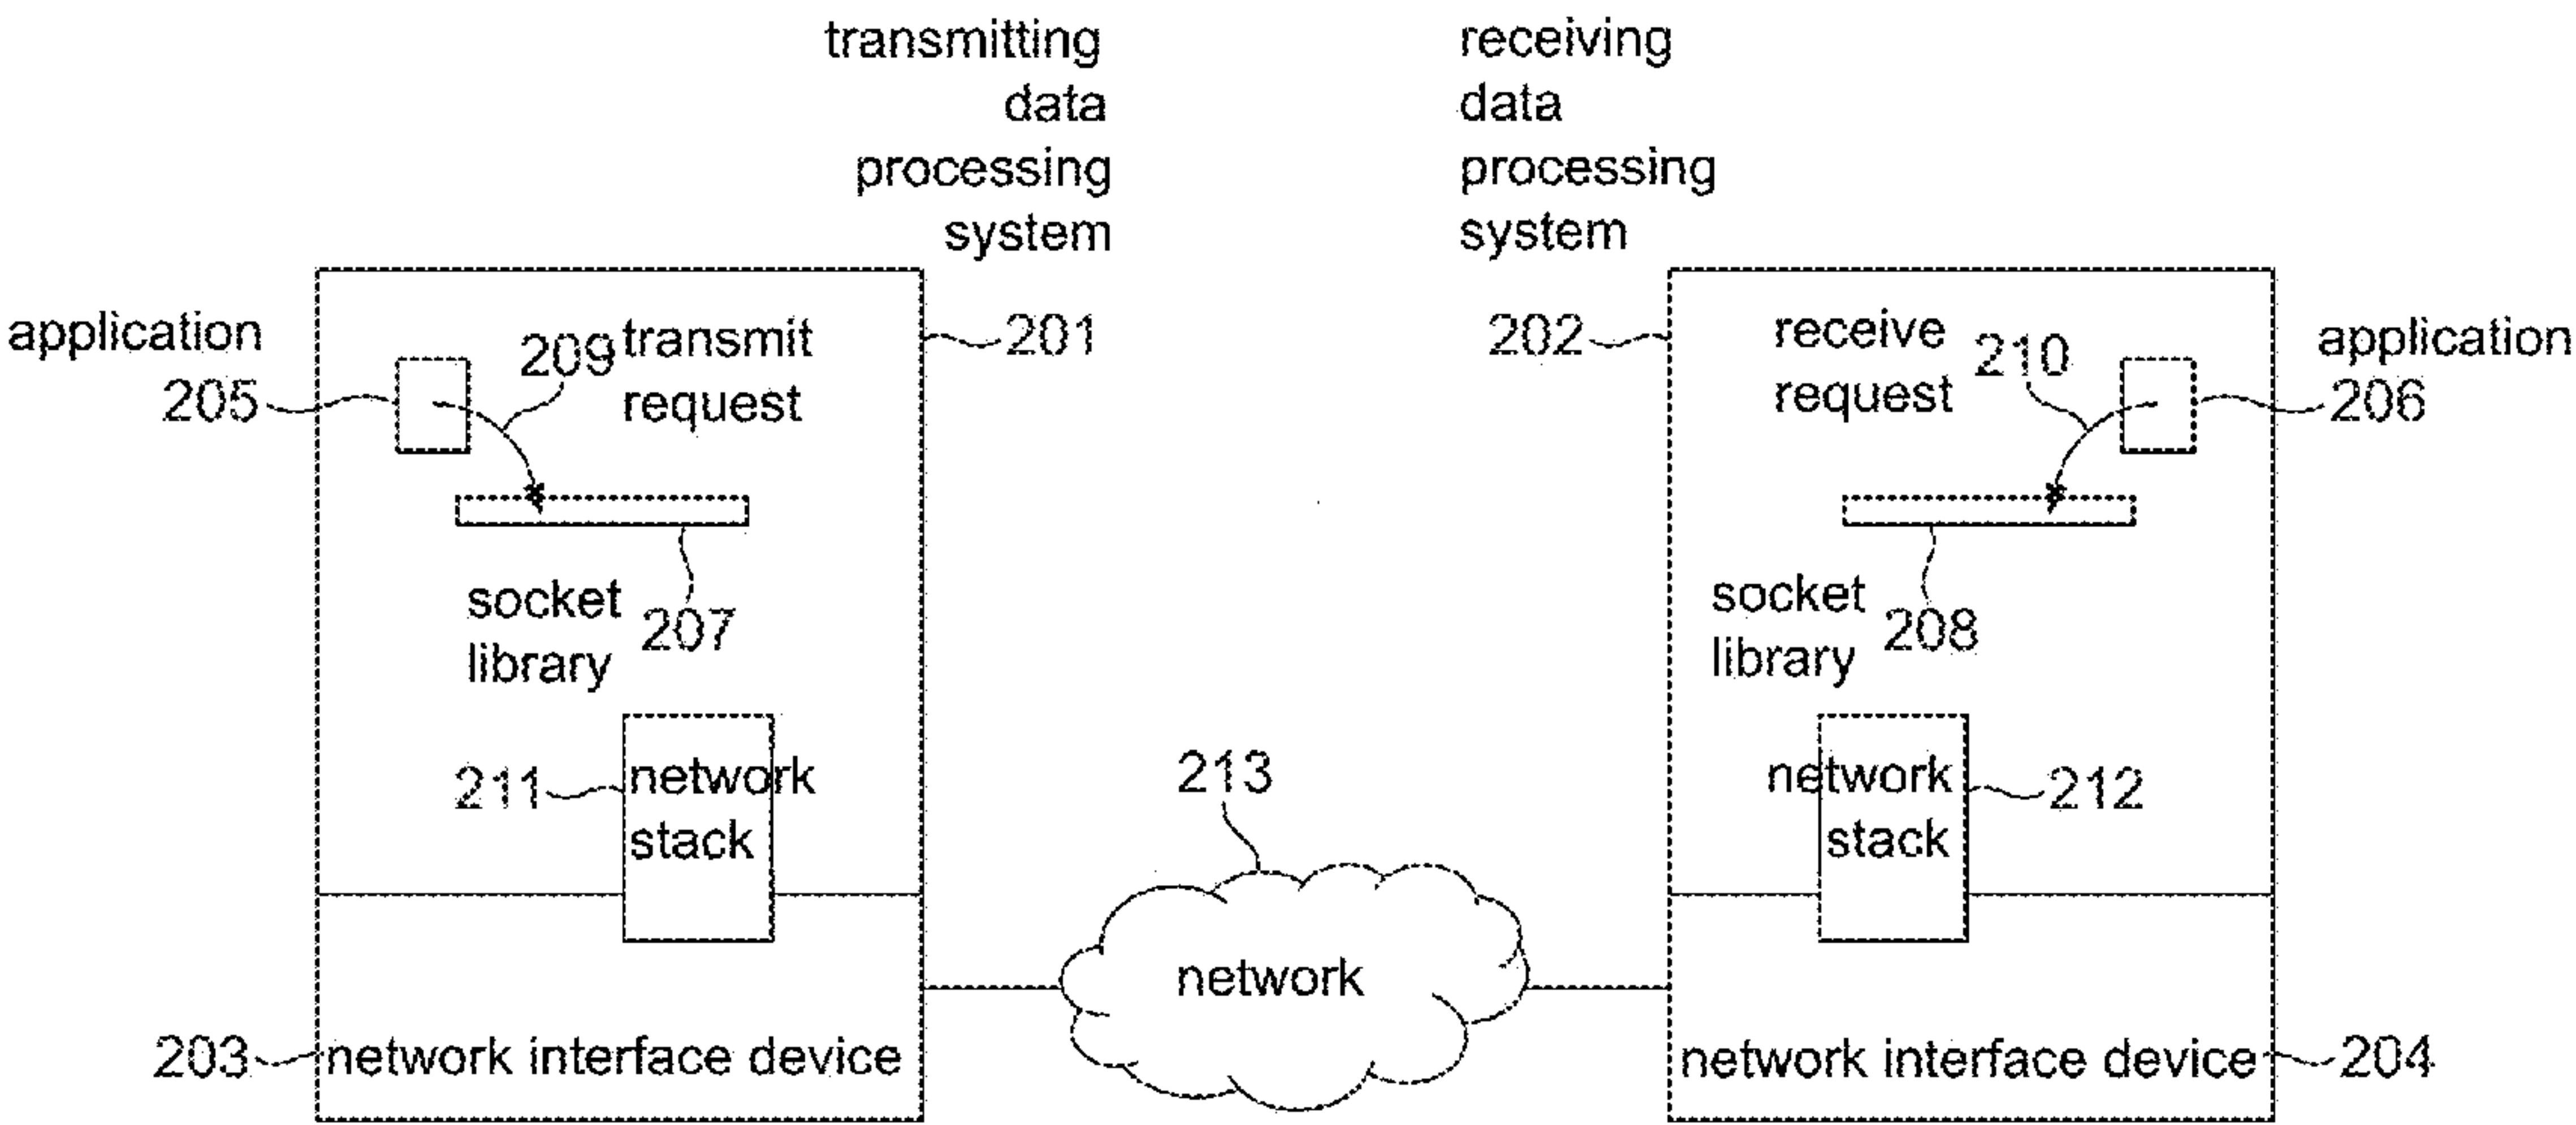 transmitting
data
processing
system
receiving
data
processing
system
application
205
209
transmit
request
201
202
receive
request
210
application
206
socket
library
207
socket
library
208
211
network
stack
213
network
stack
212
network
203
network interface device
network interface device
204